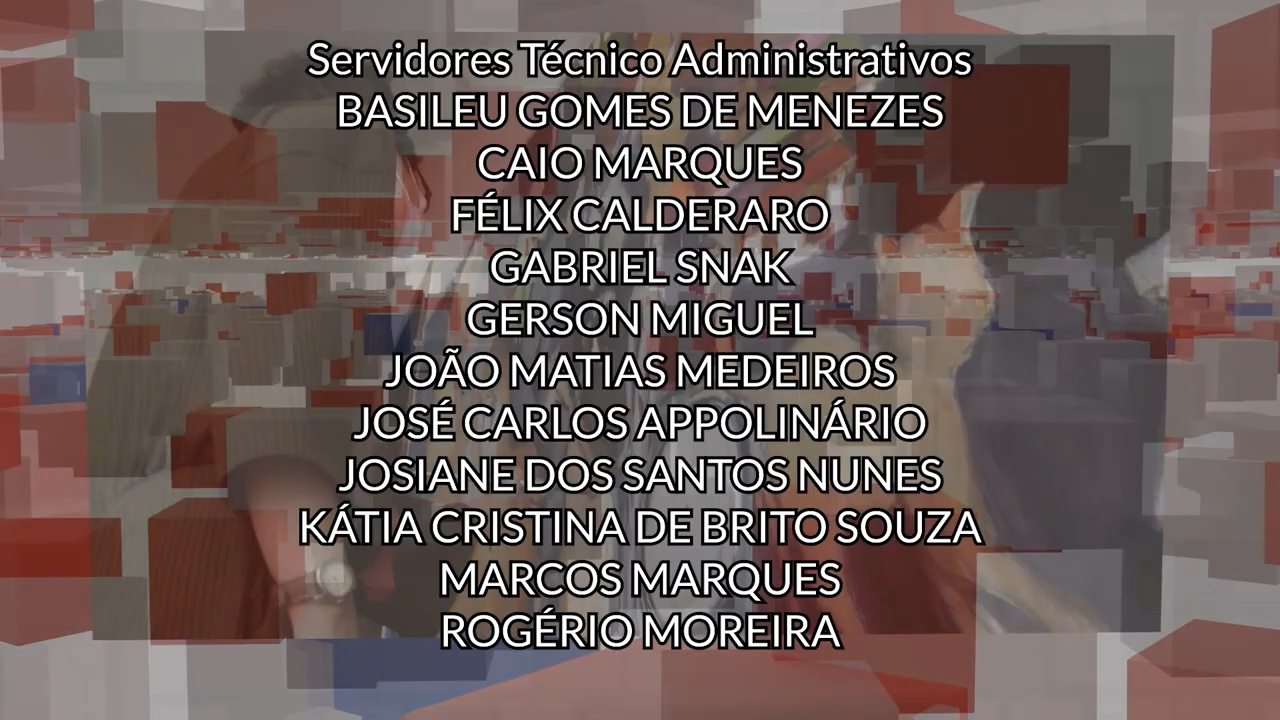 Servidores Técnico Administrativos
BASILEU GOMES DE MENEZES
CAIO MARQUES
FÉLIX CALDERARO
GABRIEL SNAK
GERSON MIGUEL
JOÃO MATIAS MEDEIROS
JOSÉ CARLOS APPOLINÁRIO
JOSIANE DOS SANTOS NUNES
KÁTIA CRISTINA DE BRITO SOUZA
MARCOS MARQUES
ROGÉRIO MOREIRA